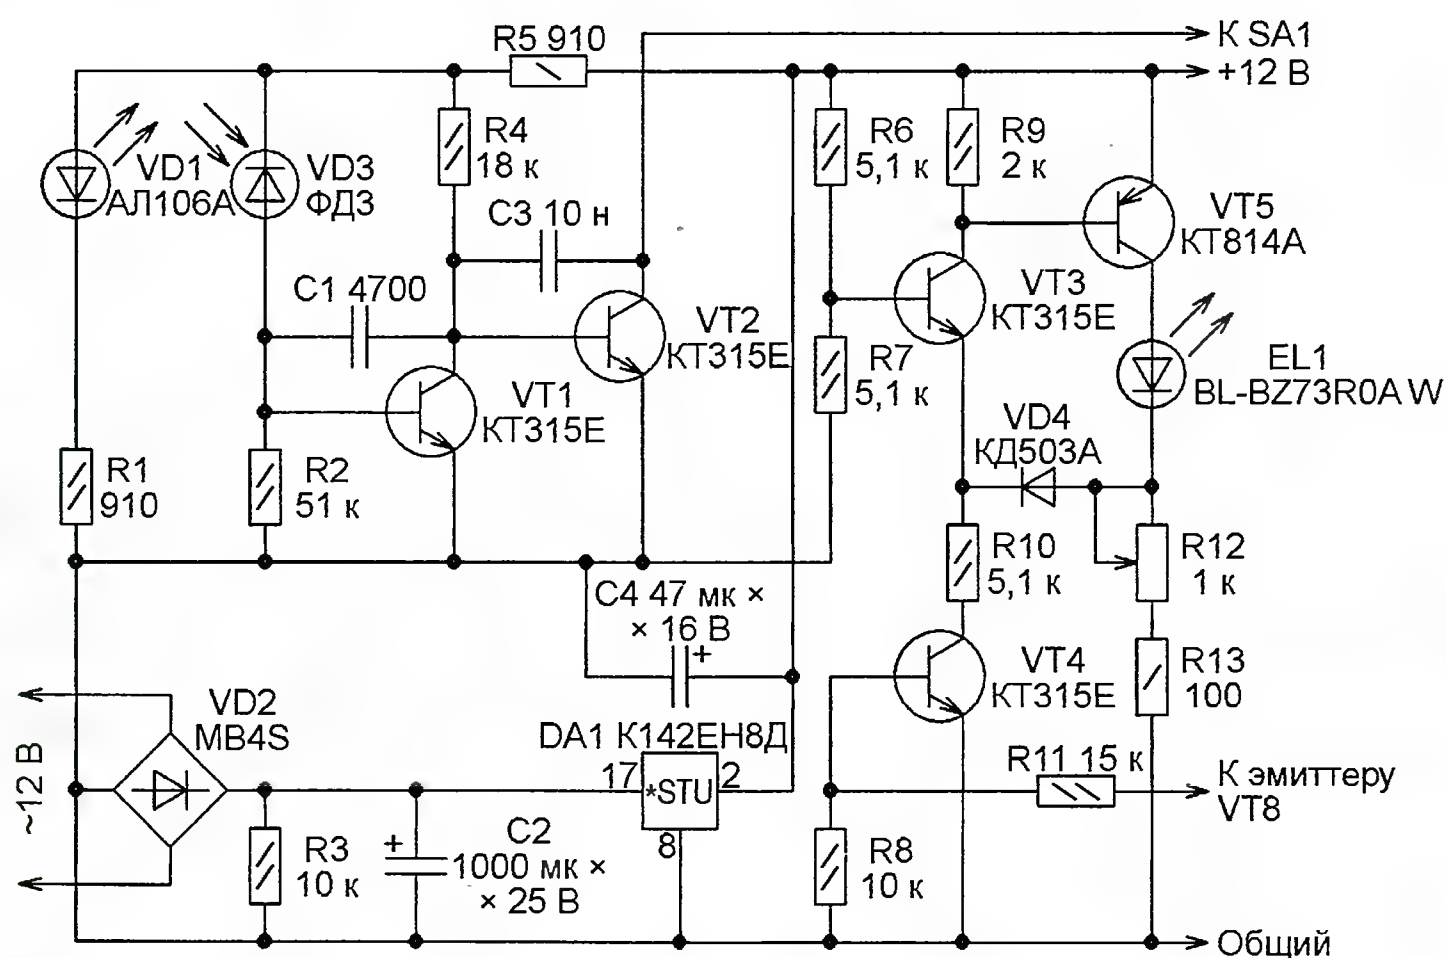 R5 910
К SA1
+12 В
VD1
АЛ106А
VD3
ФД3
R4
18 к
C3 10 н
C1 4700
R6
5,1 к
R9
2 к
VT5
КТ814А
VT3
КТ315Е
VT2
КТ315Е
R7
5,1 к
EL1
BL-BZ73R0A W
VT1
КТ315Е
VD4
КД503А
R1
910
R2
51 к
R10
5,1 к
R12
1 к
C4 47 мк ×
× 16 В
+
VT4
КТ315Е
R13
100
~12 В
VD2
MB4S
DA1 К142ЕН8Д
17
*STU
2
8
R11 15 к
К эмиттеру
VT8
R3
10 к
+
C2
1000 мк ×
× 25 В
R8
10 к
Общий